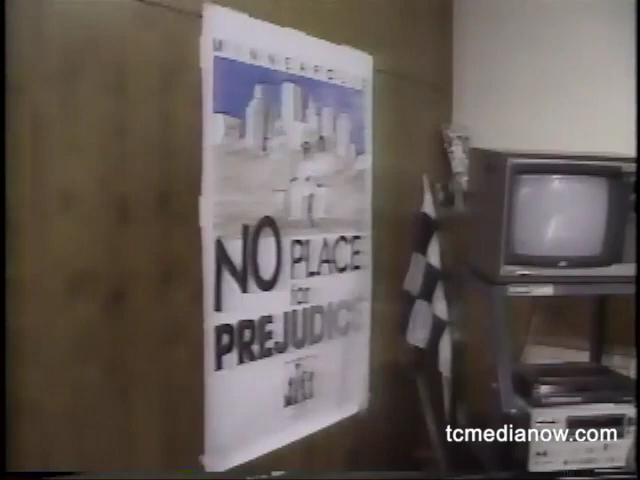 MINNEAPOLIS
NO PLACE
for
PREJUDICE
tcmedianow.com